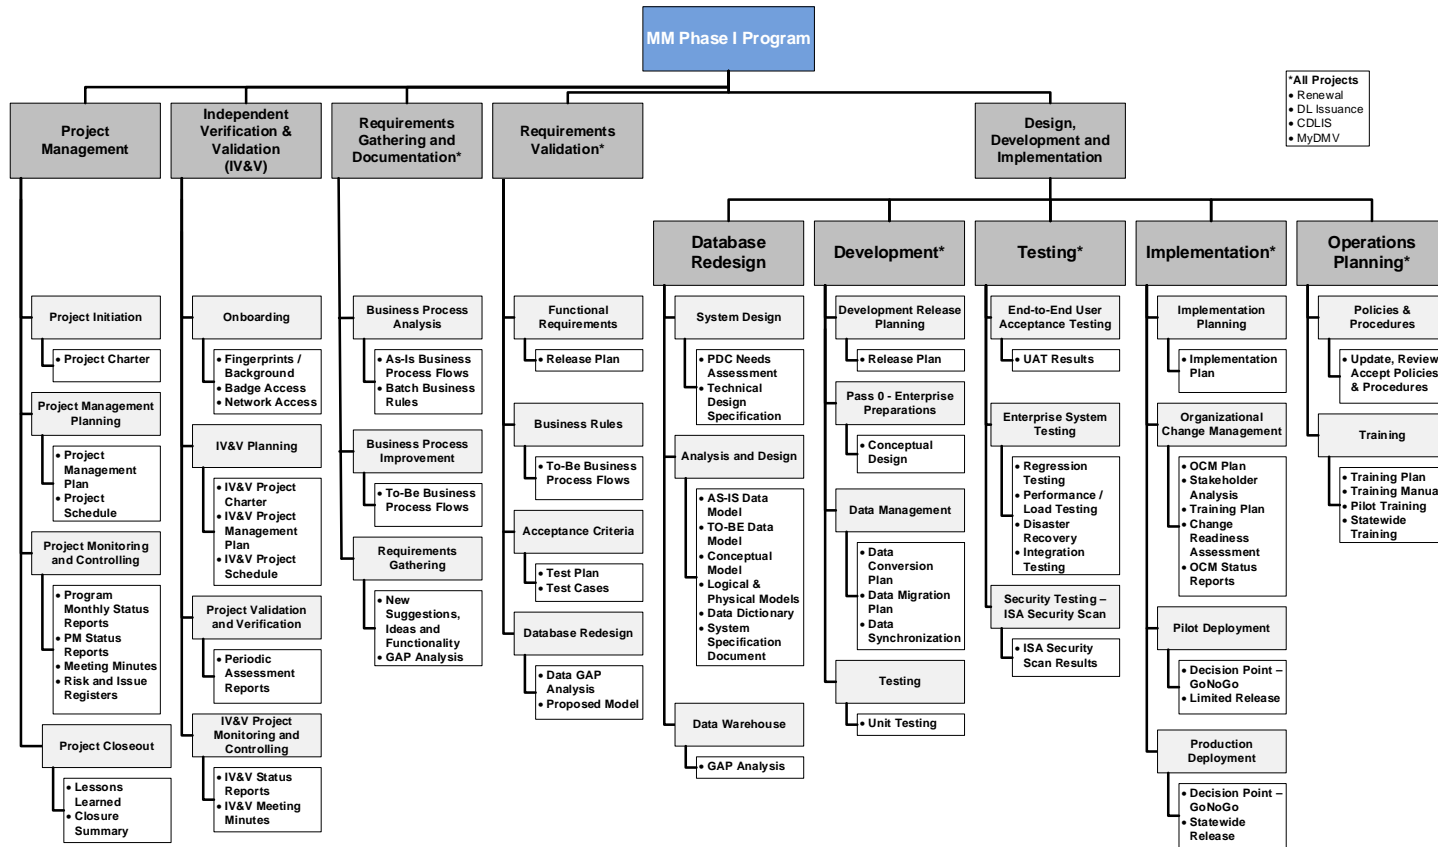 MM Phase I Program
*All Projects
• Renewal
• DL Issuance
• CDLIS
• MyDMV
Project
Management
Independent
Verification &
Validation
(IV&V)
Requirements
Gathering and
Documentation*
Requirements
Validation*
Design,
Development and
Implementation
Database
Redesign
Development*
Testing*
Implementation*
Operations
Planning*
Project Initiation
• Project Charter
Project Management
Planning
• Project
Management
Plan
• Project
Schedule
Project Monitoring
and Controlling
• Program
Monthly Status
Reports
• PM Status
Reports
• Meeting Minutes
• Risk and Issue
Registers
Project Closeout
• Lessons
Learned
• Closure
Summary
Onboarding
• Fingerprints /
Background
• Badge Access
• Network Access
IV&V Planning
• IV&V Project
Charter
• IV&V Project
Management
Plan
• IV&V Project
Schedule
Project Validation
and Verification
• Periodic
Assessment
Reports
IV&V Project
Monitoring and
Controlling
• IV&V Status
Reports
• IV&V Meeting
Minutes
Business Process
Analysis
• As-Is Business
Process Flows
• Batch Business
Rules
Business Process
Improvement
• To-Be Business
Process Flows
Requirements
Gathering
• New
Suggestions,
Ideas and
Functionality
• GAP Analysis
Functional
Requirements
• Release Plan
Business Rules
• To-Be Business
Process Flows
Acceptance Criteria
• Test Plan
• Test Cases
Database Redesign
• Data GAP
Analysis
• Proposed Model
System Design
• PDC Needs
Assessment
• Technical
Design
Specification
Analysis and Design
• AS-IS Data
Model
• TO-BE Data
Model
• Conceptual
Model
• Logical &
Physical Models
• Data Dictionary
• System
Specification
Document
Data Warehouse
• GAP Analysis
Development Release
Planning
• Release Plan
Pass 0 - Enterprise
Preparations
• Conceptual
Design
Data Management
• Data
Conversion
Plan
• Data Migration
Plan
• Data
Synchronization
Testing
• Unit Testing
End-to-End User
Acceptance Testing
• UAT Results
Enterprise System
Testing
• Regression
Testing
• Performance /
Load Testing
• Disaster
Recovery
• Integration
Testing
Security Testing –
ISA Security Scan
• ISA Security
Scan Results
Implementation
Planning
• Implementation
Plan
Organizational
Change Management
• OCM Plan
• Stakeholder
Analysis
• Training Plan
• Change
Readiness
Assessment
• OCM Status
Reports
Pilot Deployment
• Decision Point –
GoNoGo
• Limited Release
Production
Deployment
• Decision Point –
GoNoGo
• Statewide
Release
Policies &
Procedures
• Update, Review
Accept Policies
& Procedures
Training
• Training Plan
• Training Manua
• Pilot Training
• Statewide
Training